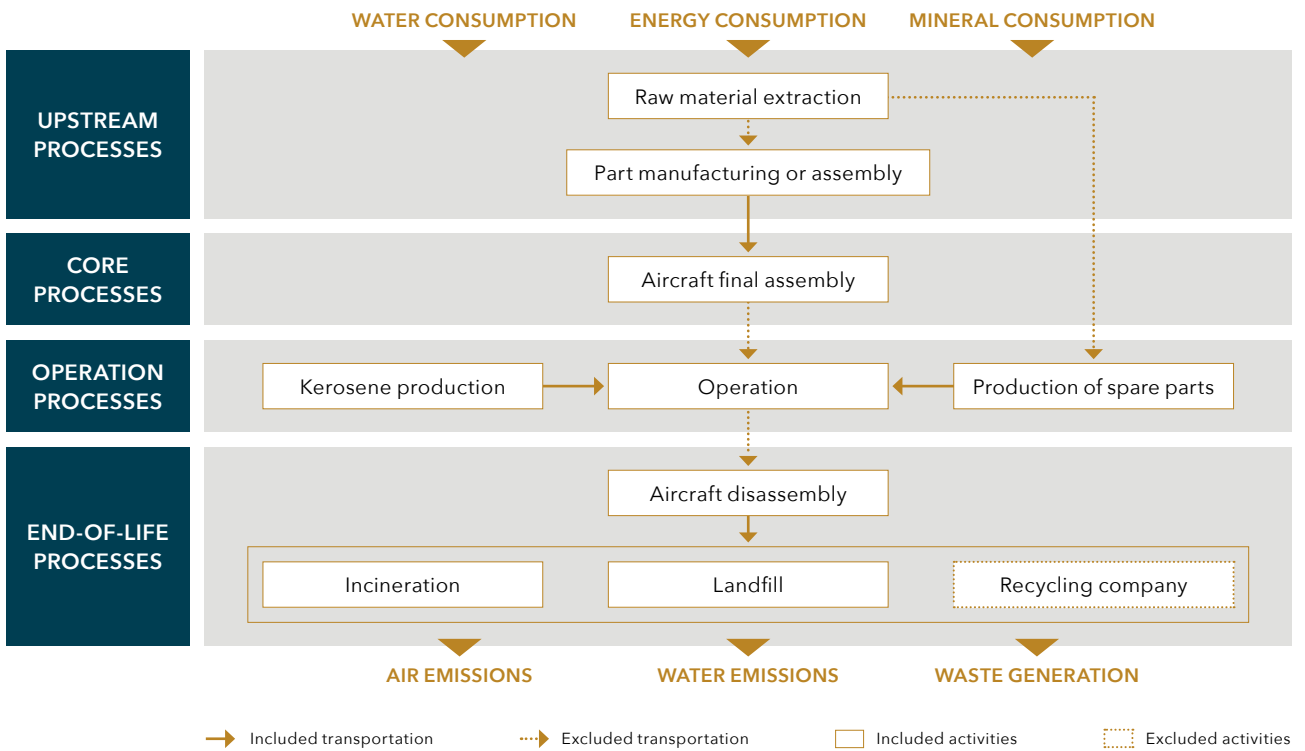 WATER CONSUMPTION
ENERGY CONSUMPTION
MINERAL CONSUMPTION
UPSTREAM
PROCESSES
Raw material extraction
Part manufacturing or assembly
CORE
PROCESSES
Aircraft final assembly
OPERATION
PROCESSES
Kerosene production
Operation
Production of spare parts
END-OF-LIFE
PROCESSES
Aircraft disassembly
Incineration
Landfill
Recycling company
AIR EMISSIONS
WATER EMISSIONS
WASTE GENERATION
Included transportation
Excluded transportation
Included activities
Excluded activities